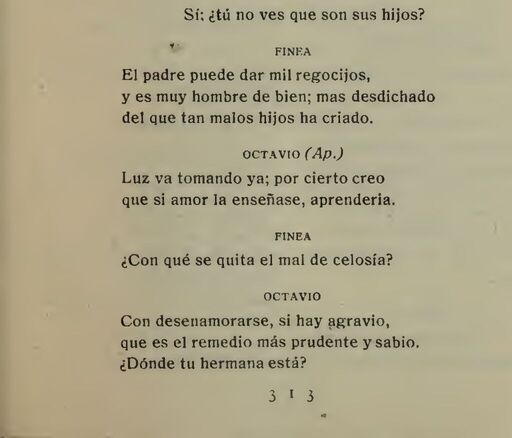 Sí; ¿tú no ves que son sus hijos?
FINEA
El padre puede dar mil regocijos,
y es muy hombre de bien; mas desdichado
del que tan malos hijos ha criado.
OCTAVIO (Ap.)
Luz va tomando ya; por cierto creo
que si amor la enseñase, aprenderia.
FINEA
¿Con qué se quita el mal de celosía?
OCTAVIO
Con desenamorarse, si hay agravio,
que es el remedio más prudente y sabio.
¿Dónde tu hermana está?
3 1 3